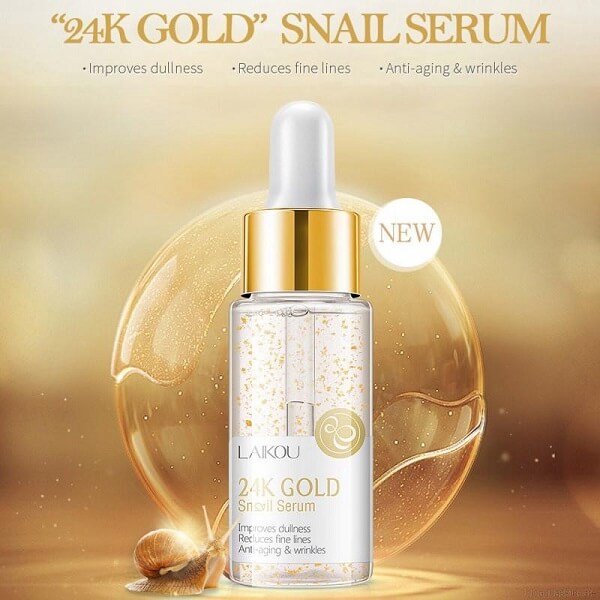 “24K GOLD” SNAIL SERUM
·Improves dullness ·Reduces fine lines ·Anti-aging & wrinkles
NEW
LAIKOU
24K GOLD
Snail Serum
Improves dullness
Reduces fine lines
Anti-aging & wrinkles